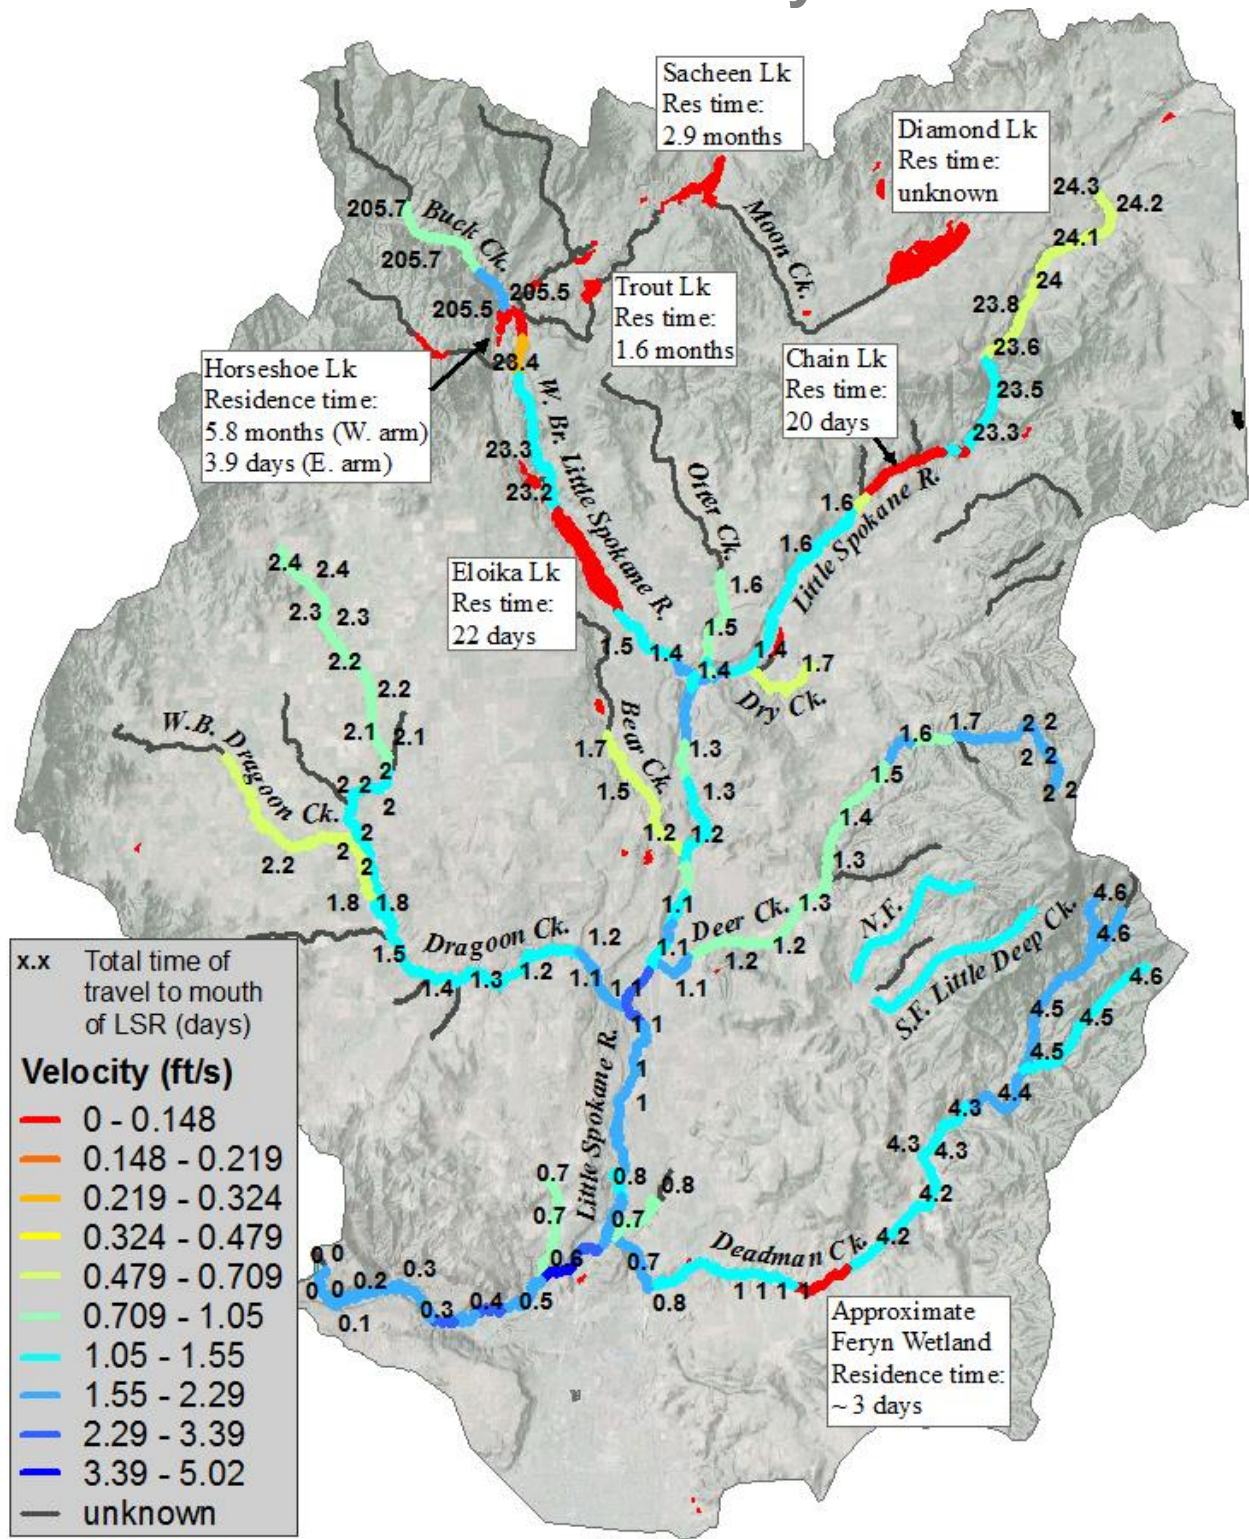 Sacheen Lk
Res time:
2.9 months
Diamond Lk
Res time:
unknown
24.3
24.2
24.1
24
23.8
23.6
23.5
23.3
205.7
Buck Ck.
205.7
205.5
205.5
Moon Ck.
Trout Lk
Res time:
1.6 months
Chain Lk
Res time:
20 days
Horseshoe Lk
Residence time:
5.8 months (W. arm)
3.9 days (E. arm)
23.4
W. Br. Little Spokane R.
23.3
23.2
Otter Ck.
1.6
1.6
Little Spokane R.
Eloika Lk
Res time:
22 days
1.6
1.5
1.5
1.4
1.4
1.4
1.7
Dry Ck.
2.4
2.4
2.3
2.3
2.2
2.2
2.1
2.1
W.B. Dragoon Ck.
2
2
2
2
2
2
2
2.2
1.8
1.8
Bear Ck.
1.7
1.5
1.2
1.3
1.3
1.2
1.1
1.6
1.7
2
2
2
2
2
2
1.5
1.4
1.3
1.3
Deer Ck.
1.2
1.2
1.1
1.1
N.F.
S.F. Little Deep Ck.
4.6
4.6
4.6
4.5
4.5
4.5
4.4
4.3
4.3
4.3
4.2
4.2
Dragoon Ck.
1.5
1.4
1.3
1.2
1.2
1.1
1.1
1
1
1
1
Little Spokane R.
0.8
0.8
0.7
0.7
0.7
0.7
0.8
Deadman Ck.
1
1
1
1
0.6
0.5
0.4
0.3
0.3
0.2
0.1
0
0
0
0
Approximate
Feryn Wetland
Residence time:
~ 3 days
x.x Total time of
travel to mouth
of LSR (days)
Velocity (ft/s)
0 - 0.148
0.148 - 0.219
0.219 - 0.324
0.324 - 0.479
0.479 - 0.709
0.709 - 1.05
1.05 - 1.55
1.55 - 2.29
2.29 - 3.39
3.39 - 5.02
unknown